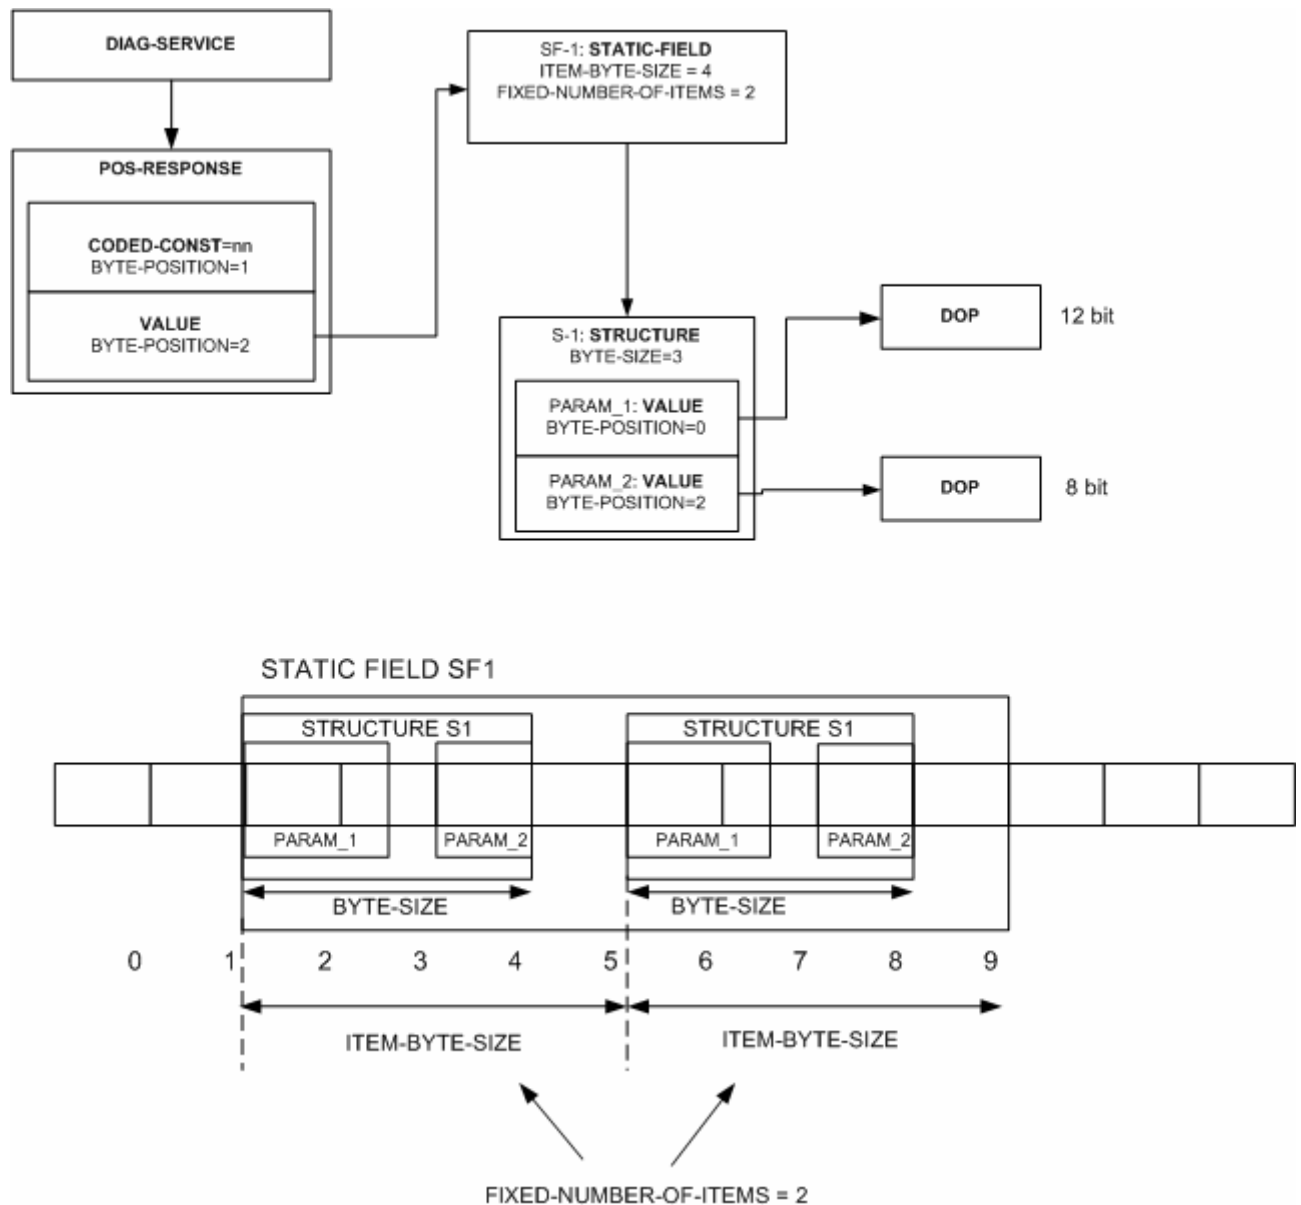 DIAG-SERVICE
POS-RESPONSE
CODED-CONST=nn
BYTE-POSITION=1
VALUE
BYTE-POSITION=2
SF-1: STATIC-FIELD
ITEM-BYTE-SIZE = 4
FIXED-NUMBER-OF-ITEMS = 2
S-1: STRUCTURE
BYTE-SIZE=3
PARAM_1: VALUE
BYTE-POSITION=0
PARAM_2: VALUE
BYTE-POSITION=2
DOP
12 bit
DOP
8 bit
STATIC FIELD SF1
STRUCTURE S1
STRUCTURE S1
PARAM_1
PARAM_2
PARAM_1
PARAM_2
BYTE-SIZE
BYTE-SIZE
0 1 2 3 4 5 6 7 8 9
ITEM-BYTE-SIZE
ITEM-BYTE-SIZE
FIXED-NUMBER-OF-ITEMS = 2